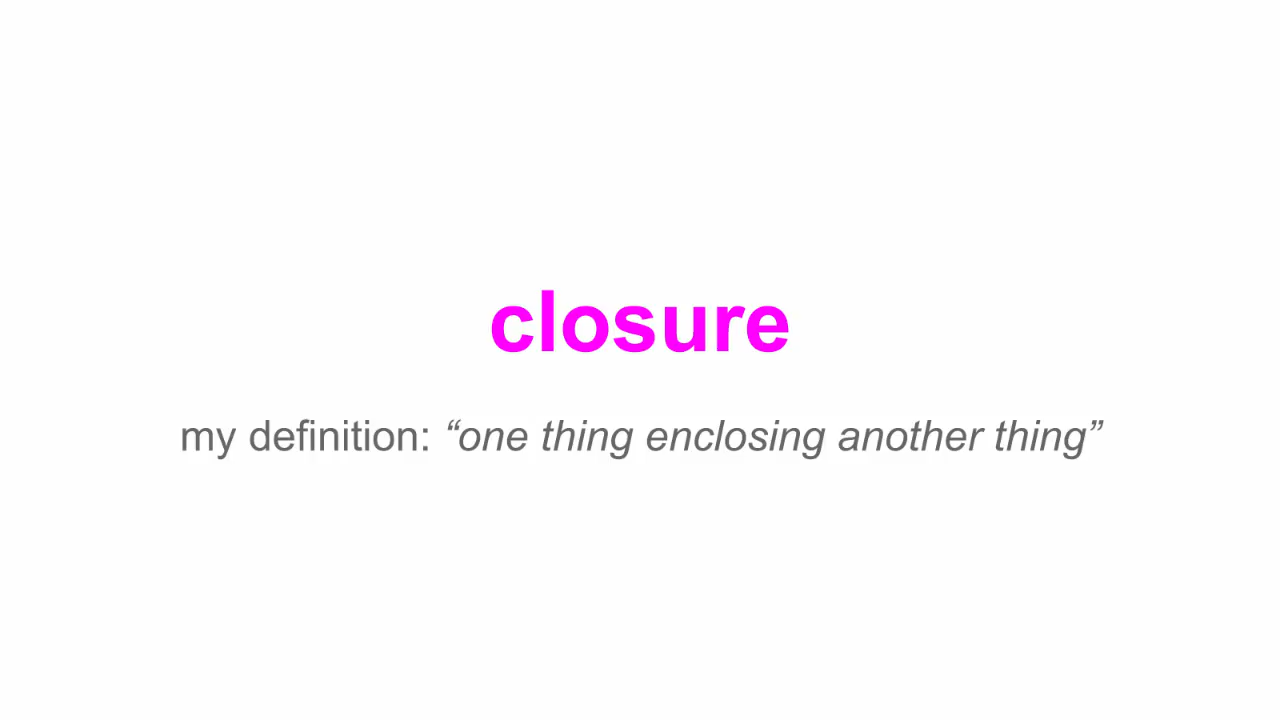 closure
my definition: “one thing enclosing another thing”